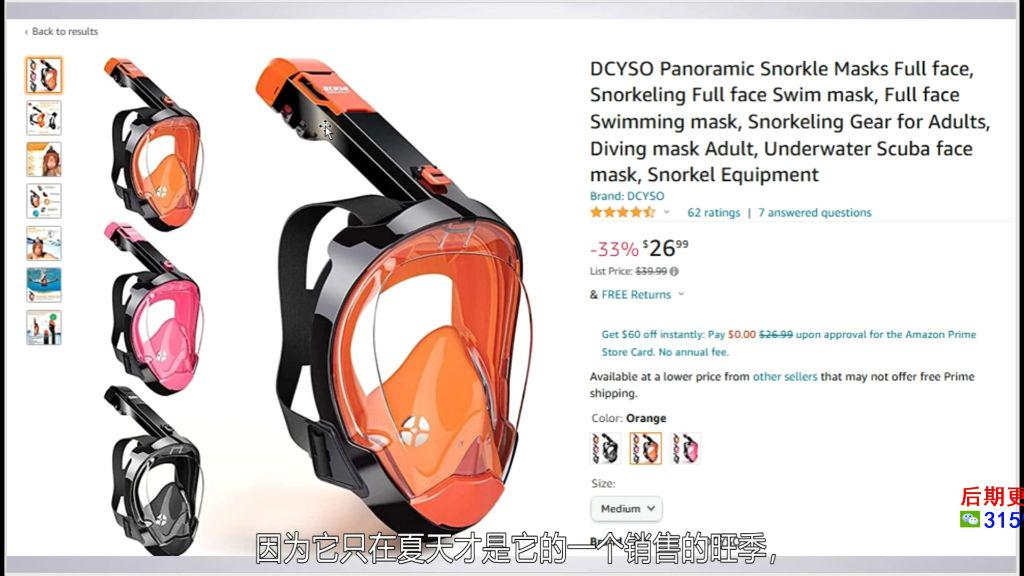 ‹ Back to results
DCYSO Panoramic Snorkle Masks Full face,
Snorkeling Full face Swim mask, Full face
Swimming mask, Snorkeling Gear for Adults,
Diving mask Adult, Underwater Scuba face
mask, Snorkel Equipment
Brand: DCYSO
62 ratings | 7 answered questions
-33% $26.99
List Price: $39.99
& FREE Returns
Get $60 off instantly: Pay $0.00 $26.99 upon approval for the Amazon Prime
Store Card. No annual fee.
Available at a lower price from other sellers that may not offer free Prime
shipping.
Color: Orange
Size:
Medium
后期更
315
因为它只在夏天才是它的一个销售的旺季，